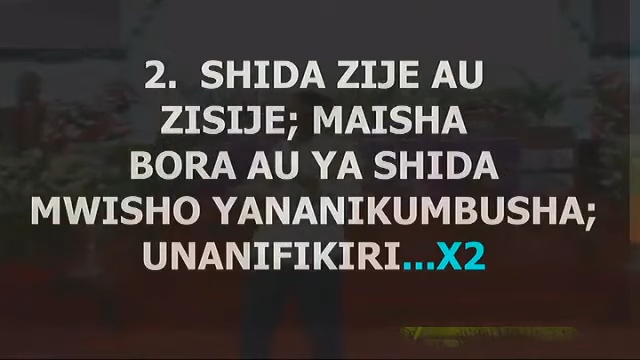 2. SHIDA ZIJE AU
ZISIJE; MAISHA
BORA AU YA SHIDA
MWISHO YANANIKUMBUSHA;
UNANIFIKIRI...X2